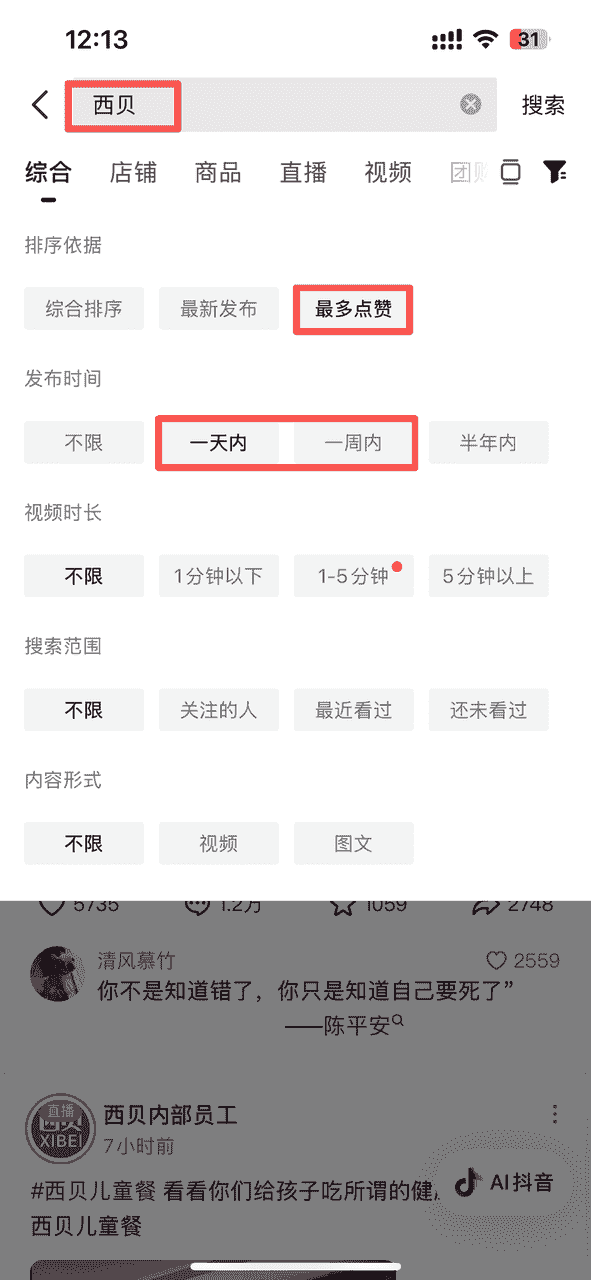 12:13
31
西贝
搜索
综合 店铺 商品 直播 视频 团购
排序依据
综合排序 最新发布 最多点赞
发布时间
不限 一天内 一周内 半年内
视频时长
不限 1分钟以下 1-5分钟 5分钟以上
搜索范围
不限 关注的人 最近看过 还未看过
内容形式
不限 视频 图文
5735 1.2万 1059 2748
清风慕竹 2559
你不是知道错了，你只是知道自己要死了”
——陈平安
直播
西贝
XIBEI
西贝内部员工
7小时前
#西贝儿童餐 看看你们给孩子吃所谓的健
AI抖音
西贝儿童餐